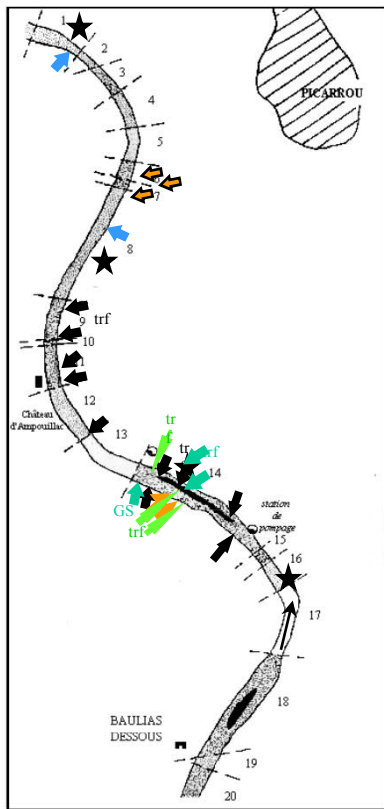 1
2
3
4
PICARROU
5
6
7
8
9 trf
10
11
12
Château
d'Ampouillac
13
tr
f
tr
trf
14
GS
trf
station
de
pompage
15
16
17
18
BAULIAS
DESSOUS
19
20